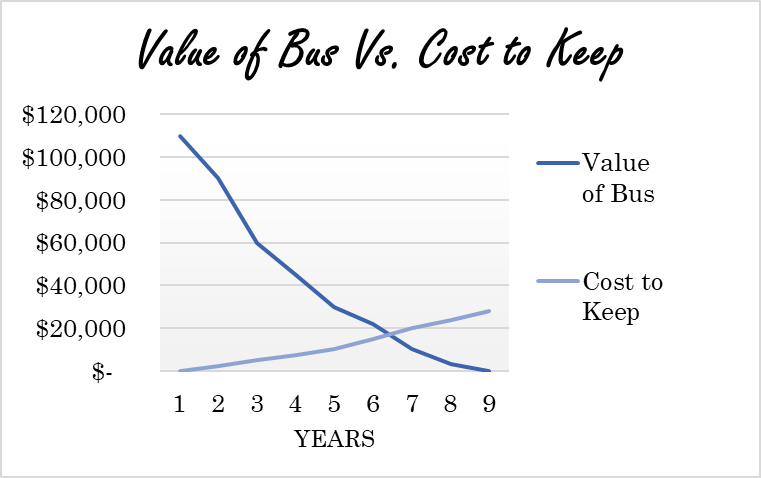 Value of Bus Vs. Cost to Keep
$120,000
$100,000
$80,000
$60,000
$40,000
$20,000
$-
1 2 3 4 5 6 7 8 9
YEARS
Value
of Bus
Cost to
Keep